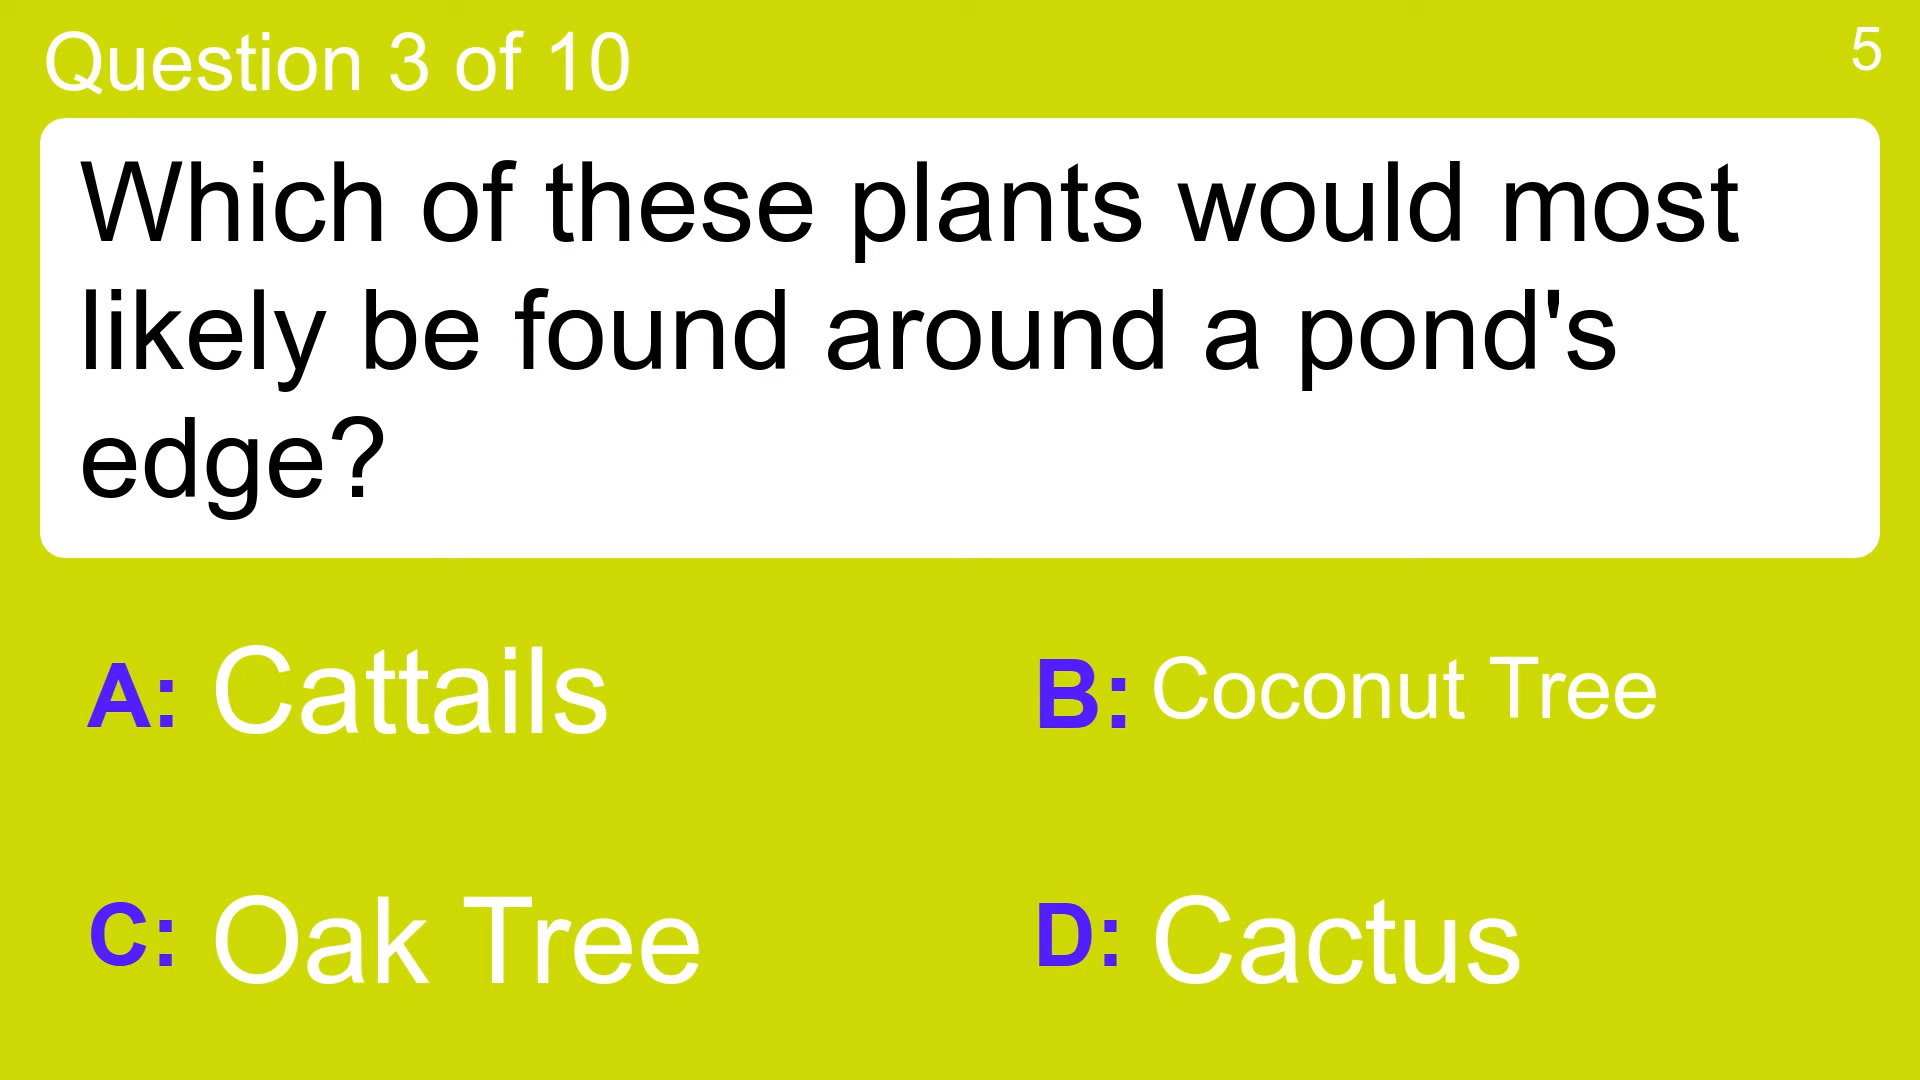 Question 3 of 10
5
Which of these plants would most
likely be found around a pond's
edge?
A: Cattails
B: Coconut Tree
C: Oak Tree
D: Cactus